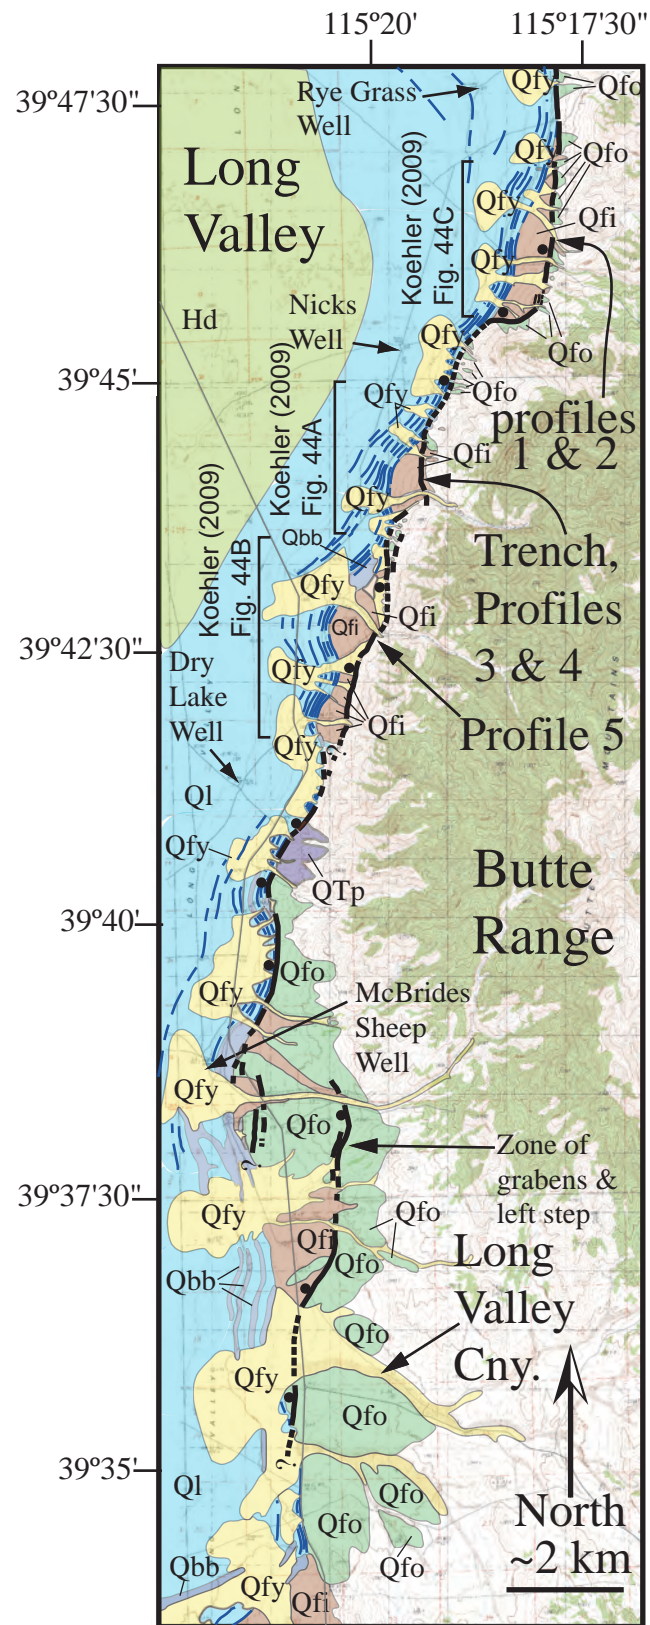 115º20'
115º17'30"
39º47'30"
Rye Grass
Well
Qfy
Qfo
Long
Valley
Koehler (2009)
Fig. 44C
Qfy
Qfo
Qfy
Qfi
Qfy
Hd
Nicks
Well
Qfy
Qfo
39º45'
Koehler (2009)
Fig. 44A
Qfy
Qfo
profiles
1 & 2
Qfi
Qfy
Koehler (2009)
Fig. 44B
Qbb
Trench,
Profiles
3 & 4
Qfy
Qfi
Qfi
39º42'30"
Dry
Lake
Well
Qfy
Qfi
Profile 5
Qfy
?
MOUNTAINS
Ql
Qfy
QTp
Butte
Range
39º40'
Qfo
Qfy
McBrides
Sheep
Well
Qfy
Qfo
?
Zone of
grabens &
left step
39º37'30"
Qfy
Qfo
Qfi
Qfo
Long
Valley
Cny.
Qbb
Qfo
Qfy
Qfo
VALLEY
?
39º35'
Ql
Qfo
Qfo
Qfo
North
~2 km
Qbb
Qfy
Qfi